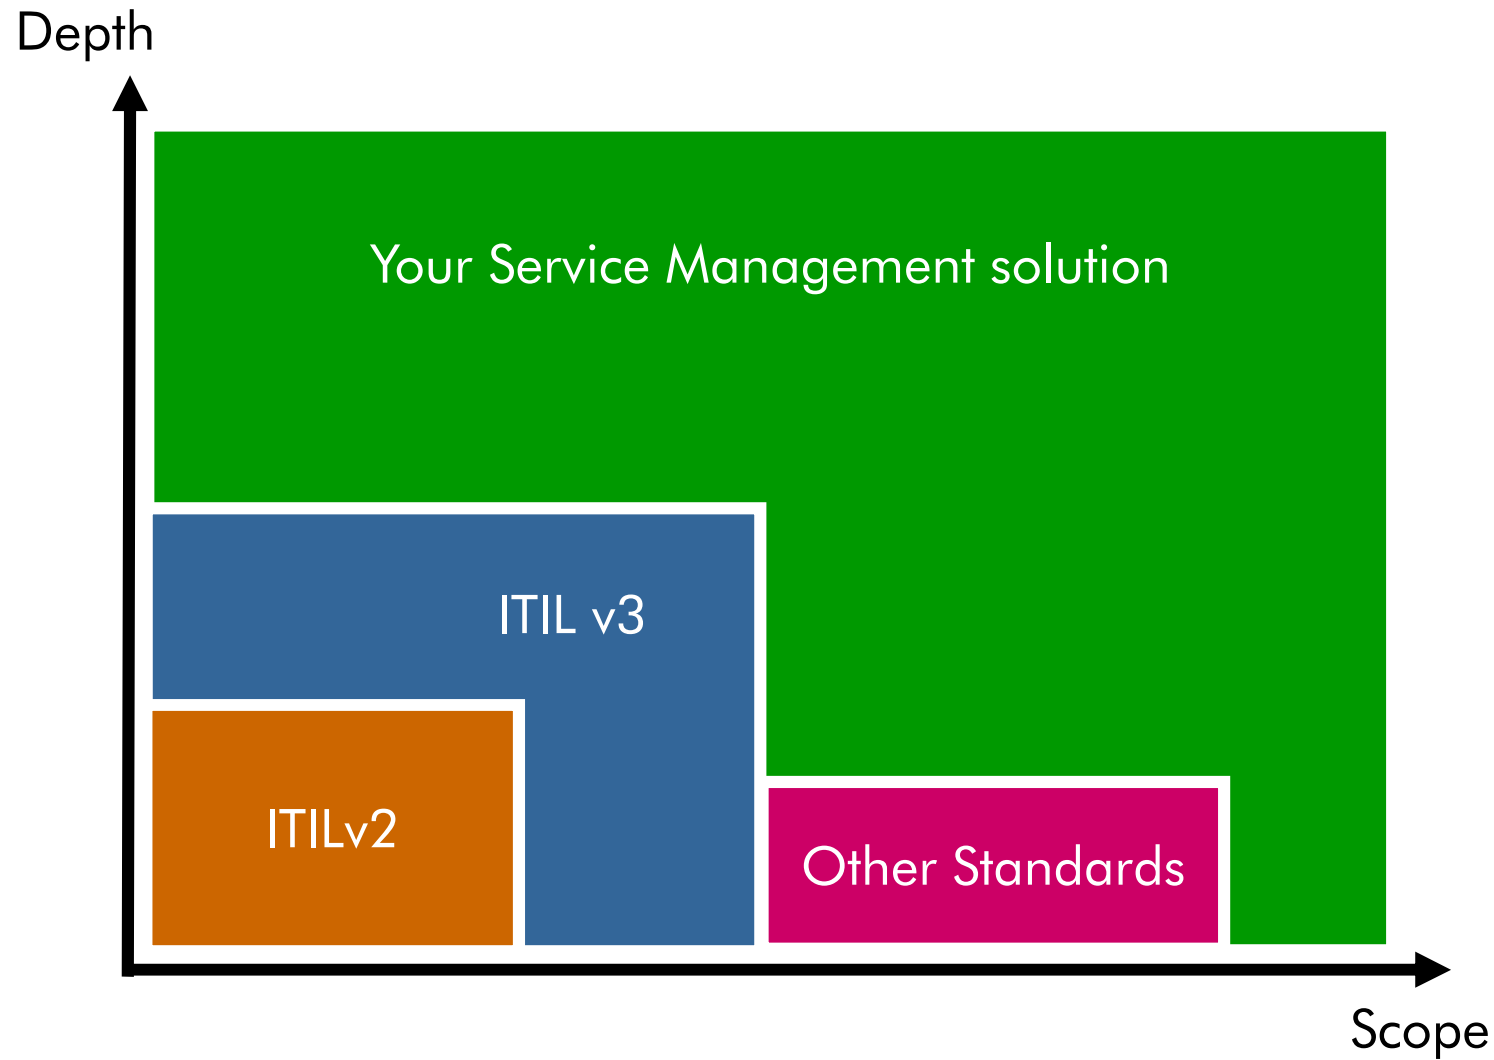 Depth
Your Service Management solution
ITIL v3
ITILv2
Other Standards
Scope